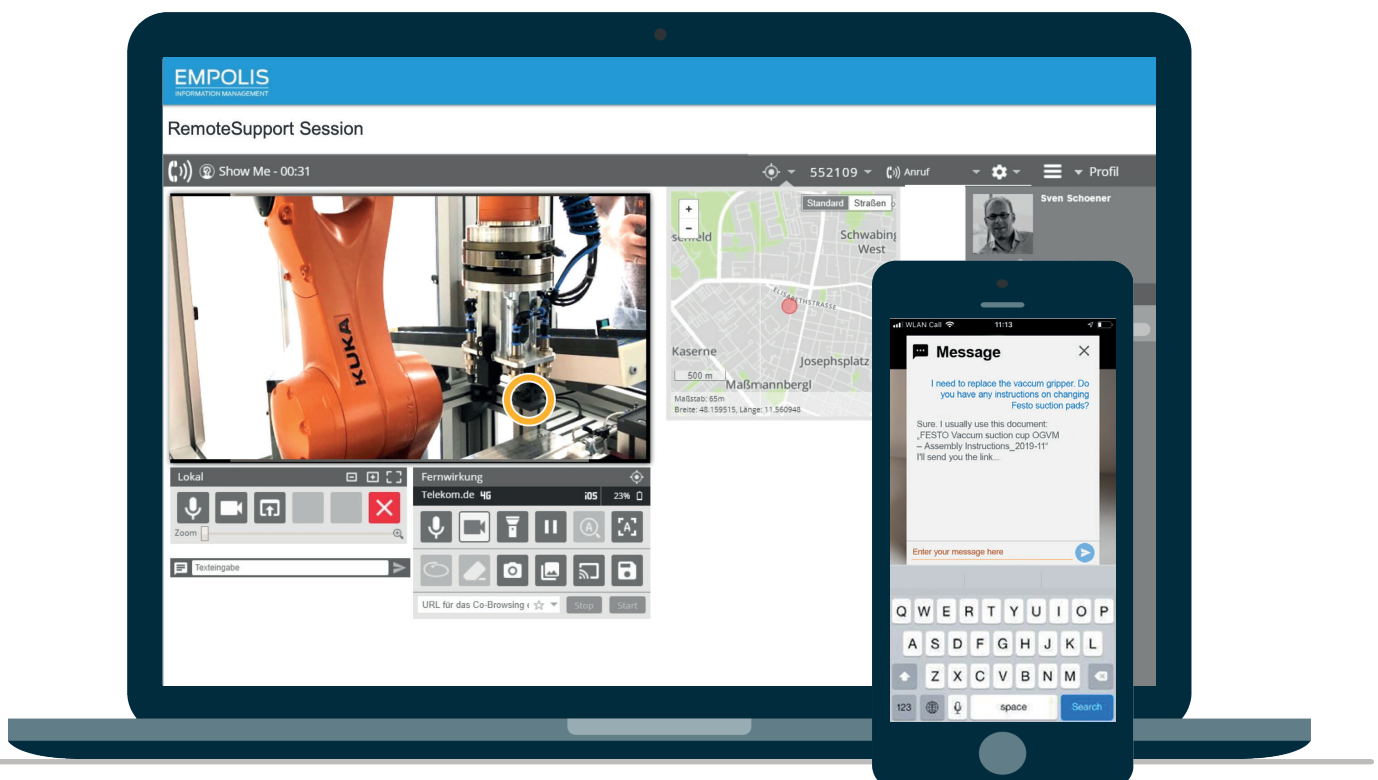 EMPOLIS
INFORMATION MANAGEMENT
RemoteSupport Session
Show Me - 00:31
552109
Anruf
Profil
KUKA
R
+
−
Standard
Straßen
Schwabing
West
ELISABETHSTRASSE
Kaserne
Josephsplatz
500 m
Maßmannbergl
Maßstab: 65m
Breite: 48.159515, Länge: 11.560948
Sven Schoener
Lokal
Zoom
Texteingabe
Fernwirkung
Telekom.de 4G
iOS
23%
A
A
URL für das Co-Browsing e
Stop
Start
WLAN Call
11:13
Message
I need to replace the vaccum gripper. Do
you have any instructions on changing
Festo suction pads?
Sure. I usually use this document:
„FESTO Vaccum suction cup OGVM
– Assembly Instructions_2019-11“
I'll send you the link...
Enter your message here
Q W E R T Y U I O P
A S D F G H J K L
Z X C V B N M
123
space
Search